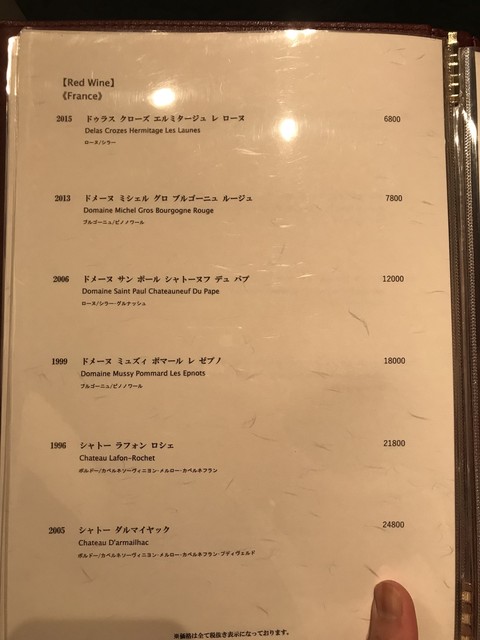 【Red Wine】
《France》
2015 ドゥラス クローズ エルミタージュ レ ローヌ 6800
Delas Crozes Hermitage Les Launes
ローヌ/シラー
2013 ドメーヌ ミシェル グロ ブルゴーニュ ルージュ 7800
Domaine Michel Gros Bourgogne Rouge
ブルゴーニュ/ピノノワール
2006 ドメーヌ サン ポール シャトーヌフ デュ パプ 12000
Domaine Saint Paul Chateauneuf Du Pape
ローヌ/シラー・グルナッシュ
1999 ドメーヌ ミュズィ ポマール レ ゼプノ 18000
Domaine Mussy Pommard Les Epnots
ブルゴーニュ/ピノノワール
1996 シャトー ラフォン ロシェ 21800
Chateau Lafon-Rochet
ボルドー/カベルネソーヴィニヨン・メルロー・カベルネフラン
2005 シャトー ダルマイヤック 24800
Chateau D'armailhac
ボルドー/カベルネソーヴィニヨン・メルロー・カベルネフラン・プティヴェルド
※価格は全て税抜き表示になっております。